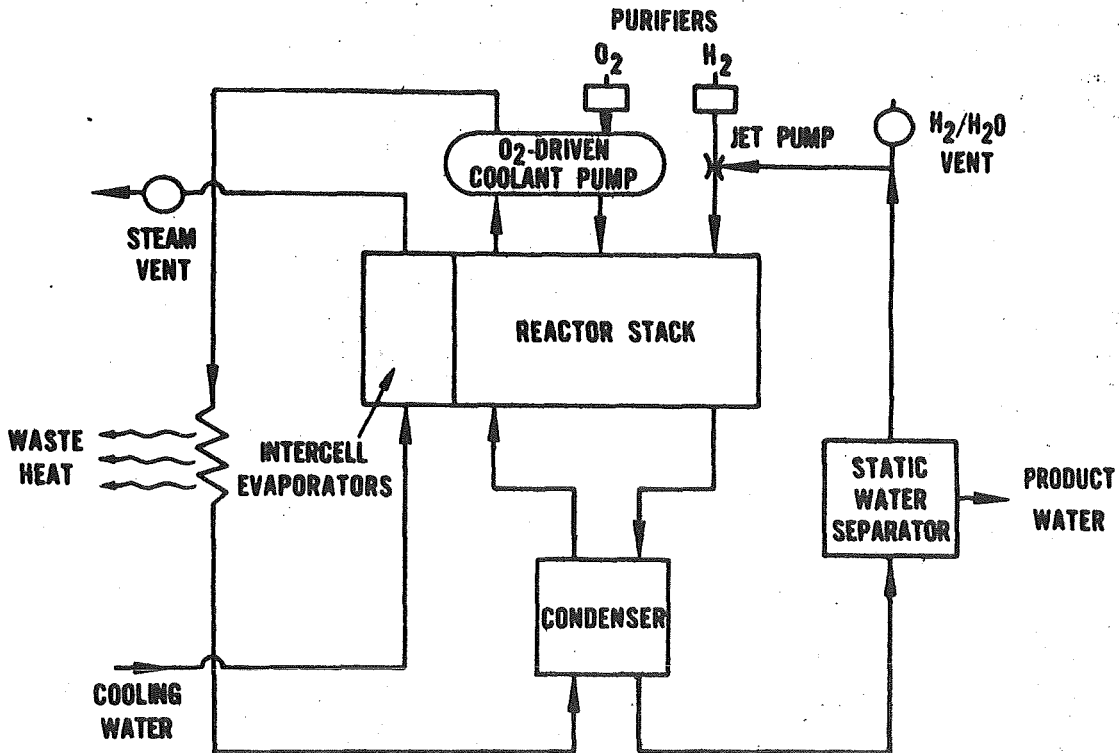 PURIFIERS
O2 H2
JET PUMP
H2/H2O
VENT
O2-DRIVEN
COOLANT PUMP
STEAM
VENT
REACTOR STACK
WASTE
HEAT
INTERCELL
EVAPORATORS
STATIC
WATER
SEPARATOR
PRODUCT
WATER
CONDENSER
COOLING
WATER